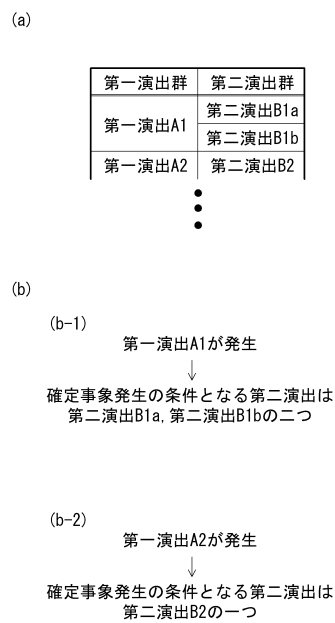 (a)
第一演出群 第二演出群
第一演出A1 第二演出B1a
第二演出B1b
第一演出A2 第二演出B2
(b)
(b-1)
第一演出A1が発生
↓
確定事象発生の条件となる第二演出は
第二演出B1a, 第二演出B1bの二つ
(b-2)
第一演出A2が発生
↓
確定事象発生の条件となる第二演出は
第二演出B2の一つ